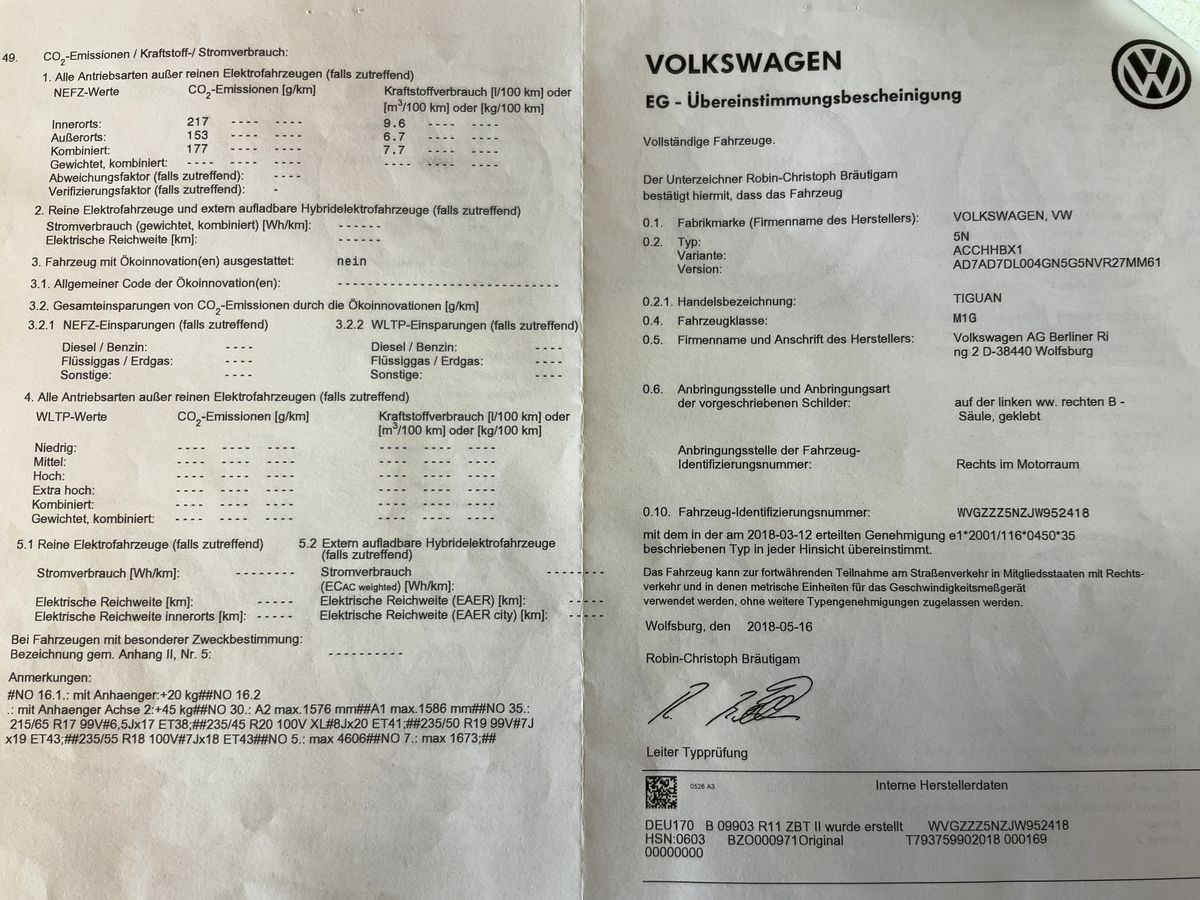 49. CO2-Emissionen / Kraftstoff-/ Stromverbrauch:
1. Alle Antriebsarten außer reinen Elektrofahrzeugen (falls zutreffend)
NEFZ-Werte CO2-Emissionen [g/km] Kraftstoffverbrauch [l/100 km] oder
[m³/100 km] oder [kg/100 km]
Innerorts: 217 ---- ---- 9.6 ---- ----
Außerorts: 153 ---- ---- 6.7 ---- ----
Kombiniert: 177 ---- ---- 7.7 ---- ----
Gewichtet, kombiniert: ---- ---- ---- ---- ---- ----
Abweichungsfaktor (falls zutreffend): ----
Verifizierungsfaktor (falls zutreffend): -
2. Reine Elektrofahrzeuge und extern aufladbare Hybridelektrofahrzeuge (falls zutreffend)
Stromverbrauch (gewichtet, kombiniert) [Wh/km]: ------
Elektrische Reichweite [km]: ------
3. Fahrzeug mit Ökoinnovation(en) ausgestattet: nein
3.1. Allgemeiner Code der Ökoinnovation(en): ------------------------------
3.2. Gesamteinsparungen von CO2-Emissionen durch die Ökoinnovationen [g/km]
3.2.1 NEFZ-Einsparungen (falls zutreffend) 3.2.2 WLTP-Einsparungen (falls zutreffend)
Diesel / Benzin: ---- Diesel / Benzin: ----
Flüssiggas / Erdgas: ---- Flüssiggas / Erdgas: ----
Sonstige: ---- Sonstige: ----
4. Alle Antriebsarten außer reinen Elektrofahrzeugen (falls zutreffend)
WLTP-Werte CO2-Emissionen [g/km] Kraftstoffverbrauch [l/100 km] oder
[m³/100 km] oder [kg/100 km]
Niedrig: ---- ---- ---- ---- ---- ----
Mittel: ---- ---- ---- ---- ---- ----
Hoch: ---- ---- ---- ---- ---- ----
Extra hoch: ---- ---- ---- ---- ---- ----
Kombiniert: ---- ---- ---- ---- ---- ----
Gewichtet, kombiniert: ---- ---- ---- ---- ---- ----
5.1 Reine Elektrofahrzeuge (falls zutreffend) 5.2 Extern aufladbare Hybridelektrofahrzeuge
(falls zutreffend)
Stromverbrauch [Wh/km]: -------- Stromverbrauch --------
(ECAC weighted) [Wh/km]:
Elektrische Reichweite [km]: ----- Elektrische Reichweite (EAER) [km]: -----
Elektrische Reichweite innerorts [km]: ----- Elektrische Reichweite (EAER city) [km]: -----
Bei Fahrzeugen mit besonderer Zweckbestimmung:
Bezeichnung gem. Anhang II, Nr. 5: ----------
Anmerkungen:
#NO 16.1.: mit Anhaenger:+20 kg##NO 16.2
.: mit Anhaenger Achse 2:+45 kg##NO 30.: A2 max.1576 mm##A1 max.1586 mm##NO 35.:
215/65 R17 99V#6,5Jx17 ET38;##235/45 R20 100V XL#8Jx20 ET41;##235/50 R19 99V#7J
x19 ET43;##235/55 R18 100V#7Jx18 ET43##NO 5.: max 4606##NO 7.: max 1673;##
VOLKSWAGEN
EG - Übereinstimmungsbescheinigung
Vollständige Fahrzeuge.
Der Unterzeichner Robin-Christoph Bräutigam
bestätigt hiermit, dass das Fahrzeug
0.1. Fabrikmarke (Firmenname des Herstellers): VOLKSWAGEN, VW
0.2. Typ: 5N
Variante: ACCHHBX1
Version: AD7AD7DL004GN5G5NVR27MM61
0.2.1. Handelsbezeichnung: TIGUAN
0.4. Fahrzeugklasse: M1G
0.5. Firmenname und Anschrift des Herstellers: Volkswagen AG Berliner Ri
ng 2 D-38440 Wolfsburg
0.6. Anbringungsstelle und Anbringungsart
der vorgeschriebenen Schilder: auf der linken ww. rechten B -
Säule, geklebt
Anbringungsstelle der Fahrzeug-
Identifizierungsnummer: Rechts im Motorraum
0.10. Fahrzeug-Identifizierungsnummer: WVGZZZ5NZJW952418
mit dem in der am 2018-03-12 erteilten Genehmigung e1*2001/116*0450*35
beschriebenen Typ in jeder Hinsicht übereinstimmt.
Das Fahrzeug kann zur fortwährenden Teilnahme am Straßenverkehr in Mitgliedsstaaten mit Rechts-
verkehr und in denen metrische Einheiten für das Geschwindigkeitsmeßgerät
verwendet werden, ohne weitere Typengenehmigungen zugelassen werden.
Wolfsburg, den 2018-05-16
Robin-Christoph Bräutigam
Leiter Typprüfung
0526 A3 Interne Herstellerdaten
DEU170 B 09903 R11 ZBT II wurde erstellt WVGZZZ5NZJW952418
HSN:0603 BZO000971Original T793759902018 000169
00000000